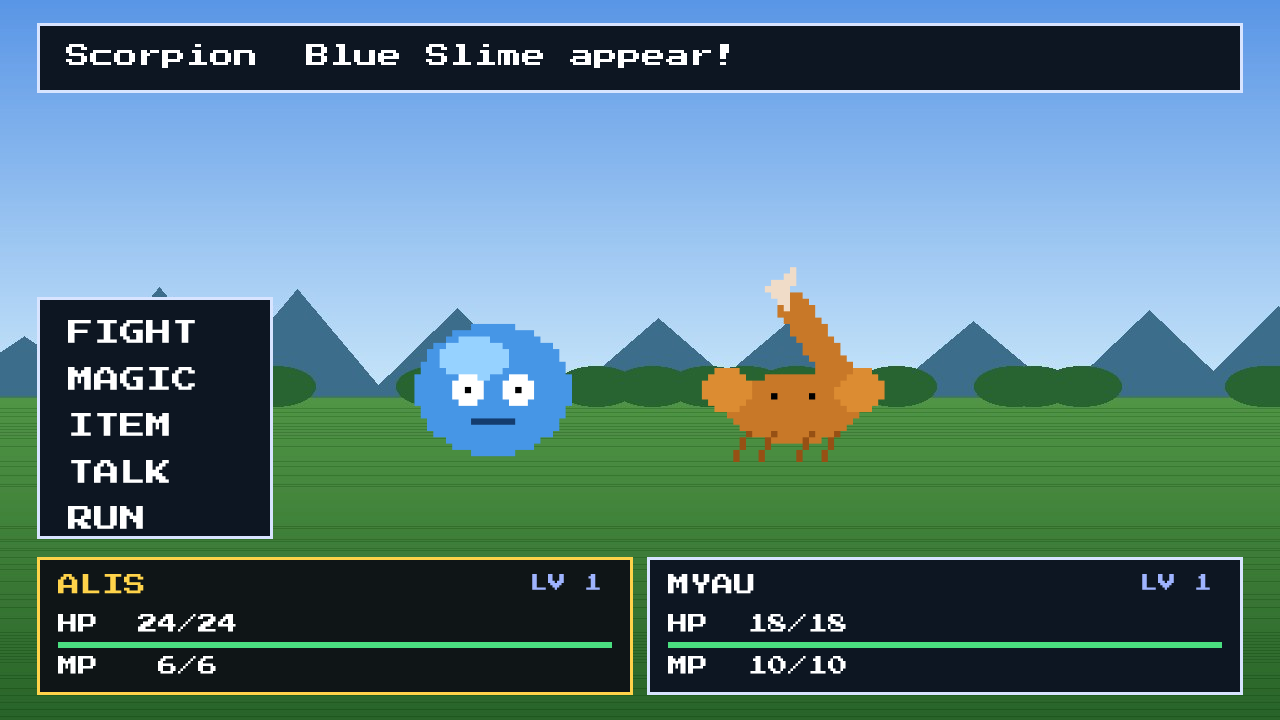 Scorpion  Blue Slime appear!
FIGHT
MAGIC
ITEM
TALK
RUN
ALIS LV 1
HP 24/24
MP 6/6
MYAU LV 1
HP 18/18
MP 10/10